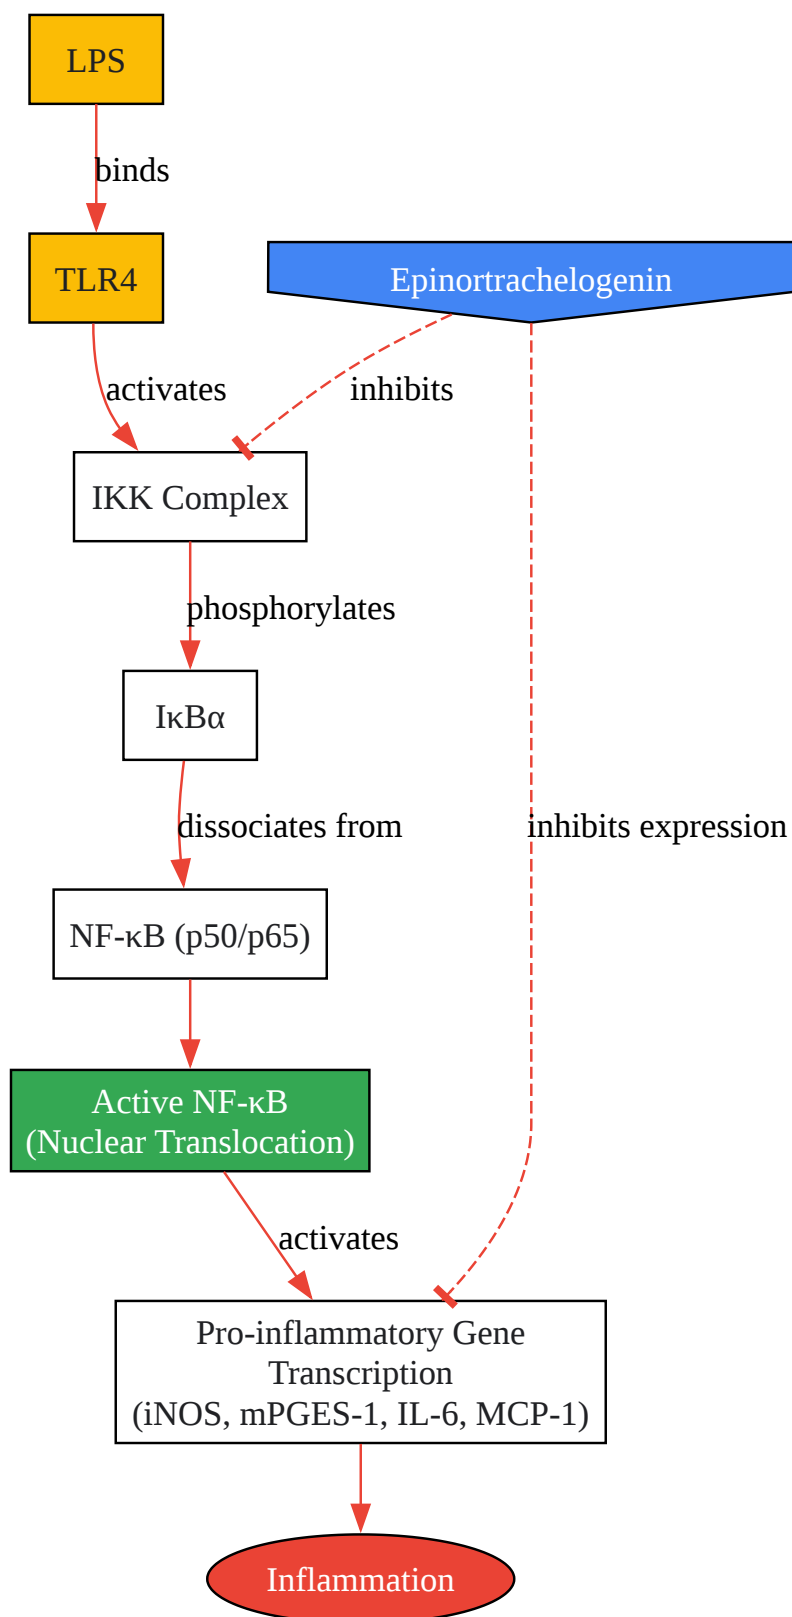 LPS
binds
TLR4
Epinortrachelogenin
activates
inhibits
IKK Complex
phosphorylates
IκBα
dissociates from
inhibits expression
NF-κB (p50/p65)
Active NF-κB
(Nuclear Translocation)
activates
Pro-inflammatory Gene
Transcription
(iNOS, mPGES-1, IL-6, MCP-1)
Inflammation